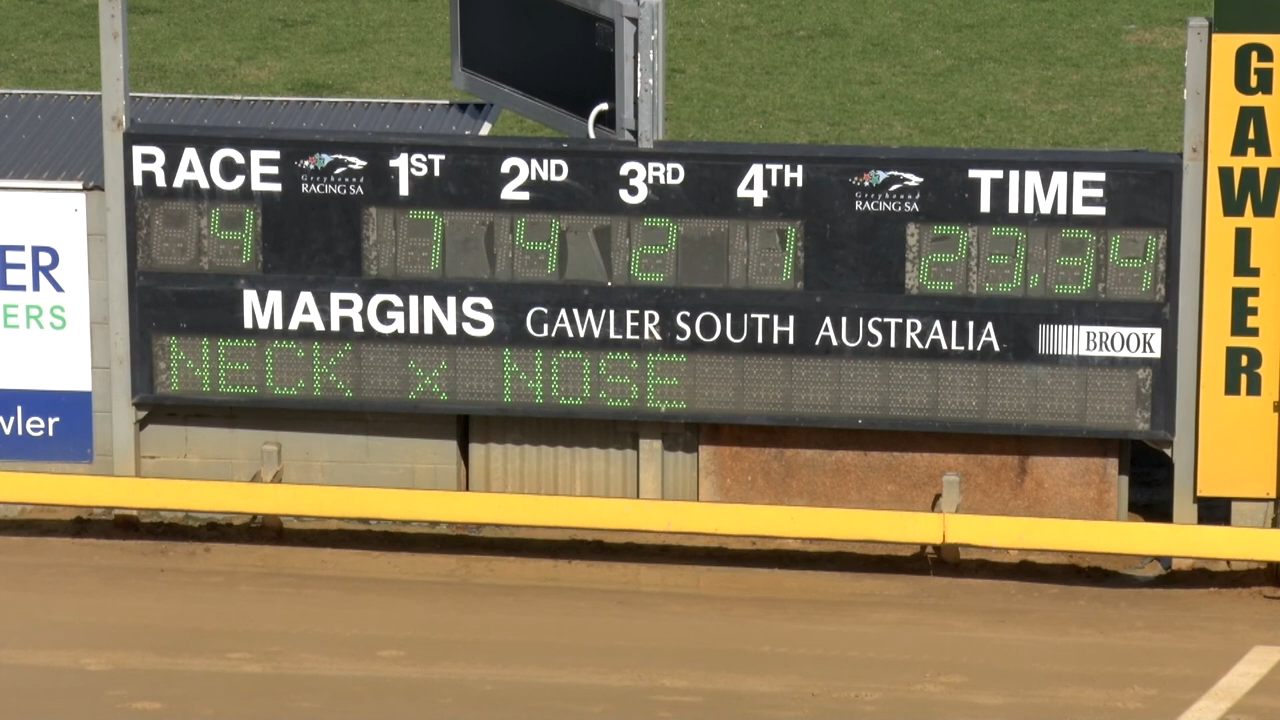 RACE Greyhound RACING SA 1ST 2ND 3RD 4TH Greyhound RACING SA TIME
4 7 4 2 1 23.34
MARGINS GAWLER SOUTH AUSTRALIA BROOK
NECK x NOSE
GAWLER
ER
ERS
wler